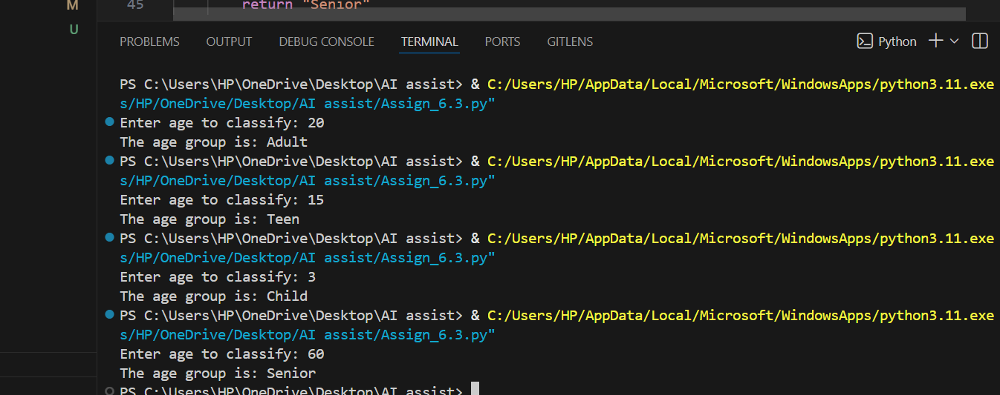 M
45 return "Senior"
U
PROBLEMS OUTPUT DEBUG CONSOLE TERMINAL PORTS GITLENS Python
PS C:\Users\HP\OneDrive\Desktop\AI assist> & C:/Users/HP/AppData/Local/Microsoft/WindowsApps/python3.11.exe
s/HP/OneDrive/Desktop/AI assist/Assign_6.3.py"
Enter age to classify: 20
The age group is: Adult
PS C:\Users\HP\OneDrive\Desktop\AI assist> & C:/Users/HP/AppData/Local/Microsoft/WindowsApps/python3.11.exe
s/HP/OneDrive/Desktop/AI assist/Assign_6.3.py"
Enter age to classify: 15
The age group is: Teen
PS C:\Users\HP\OneDrive\Desktop\AI assist> & C:/Users/HP/AppData/Local/Microsoft/WindowsApps/python3.11.exe
s/HP/OneDrive/Desktop/AI assist/Assign_6.3.py"
Enter age to classify: 3
The age group is: Child
PS C:\Users\HP\OneDrive\Desktop\AI assist> & C:/Users/HP/AppData/Local/Microsoft/WindowsApps/python3.11.exe
s/HP/OneDrive/Desktop/AI assist/Assign_6.3.py"
Enter age to classify: 60
The age group is: Senior
PS C:\Users\HP\OneDrive\Desktop\AI assist>